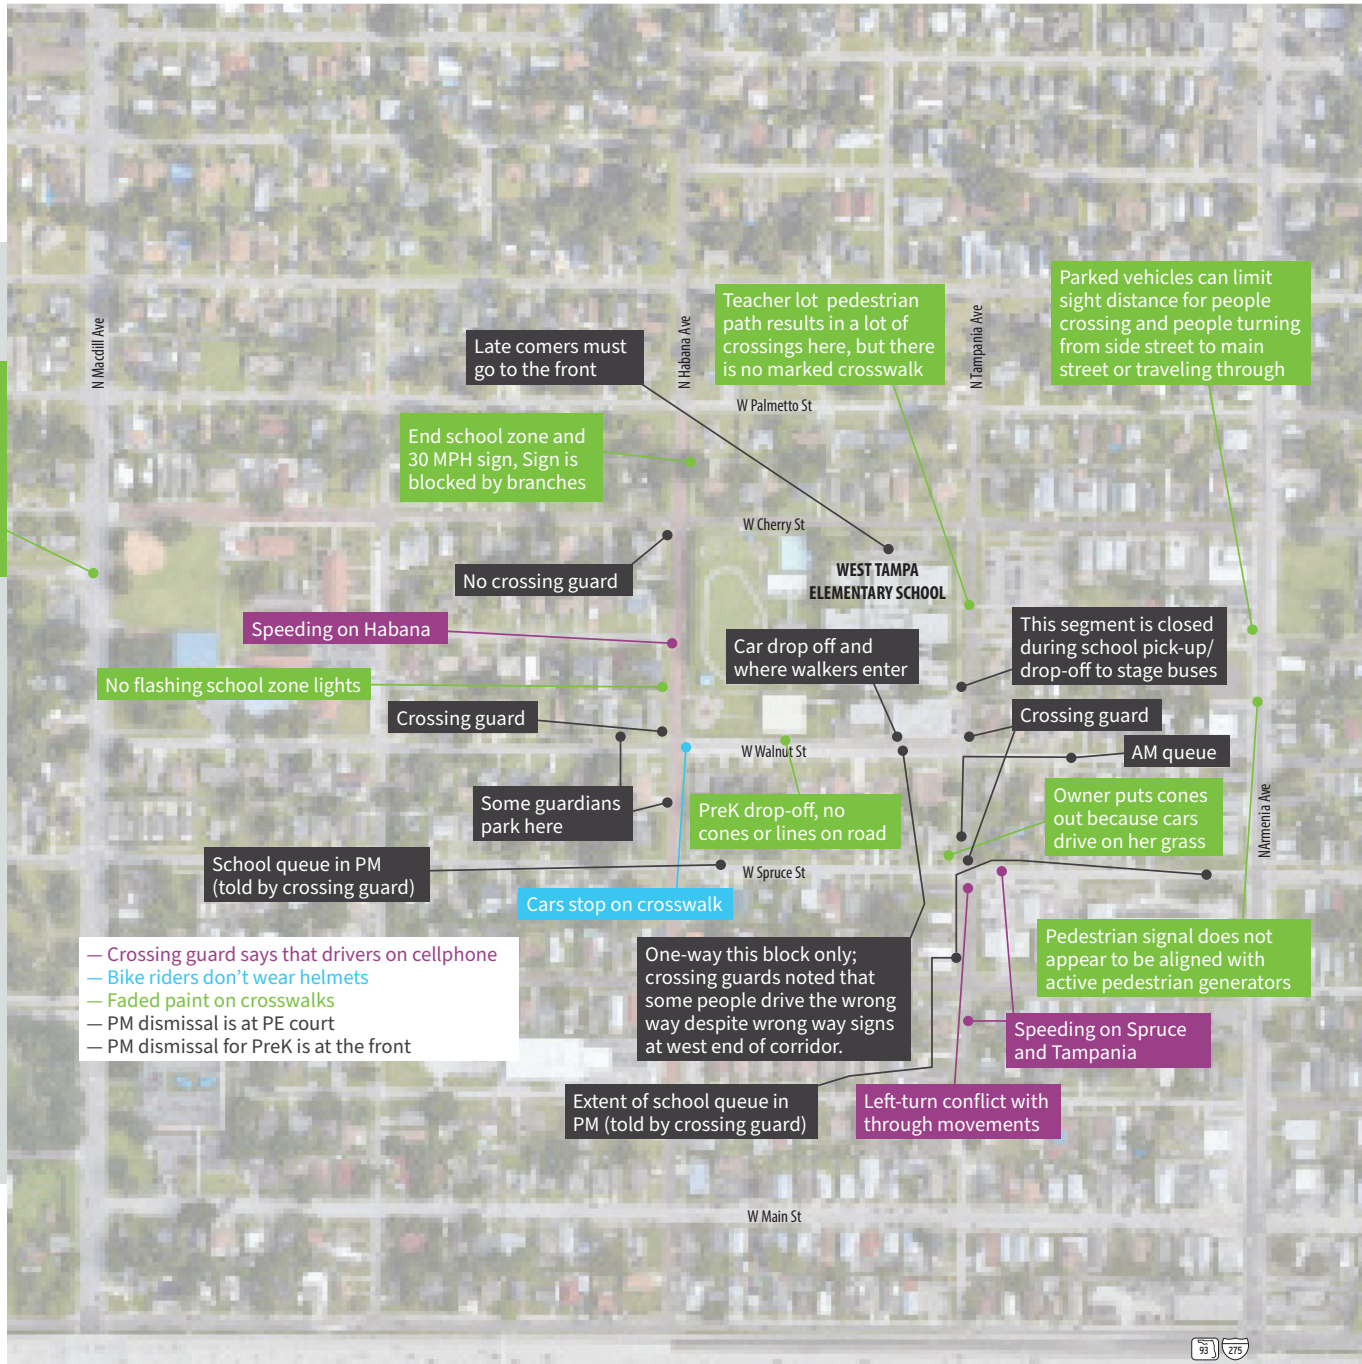 Parked vehicles can limit
sight distance for people
crossing and people turning
from side street to main
street or traveling through
Teacher lot pedestrian
path results in a lot of
crossings here, but there
is no marked crosswalk
Late comers must
go to the front
N Macdill Ave
N Habana Ave
N Tampania Ave
W Palmetto St
End school zone and
30 MPH sign, Sign is
blocked by branches
W Cherry St
No crossing guard
WEST TAMPA
ELEMENTARY SCHOOL
Speeding on Habana
Car drop off and
where walkers enter
This segment is closed
during school pick-up/
drop-off to stage buses
No flashing school zone lights
Crossing guard
Crossing guard
W Walnut St
AM queue
Some guardians
park here
PreK drop-off, no
cones or lines on road
Owner puts cones
out because cars
drive on her grass
N Armenia Ave
School queue in PM
(told by crossing guard)
W Spruce St
Cars stop on crosswalk
— Crossing guard says that drivers on cellphone
— Bike riders don’t wear helmets
— Faded paint on crosswalks
— PM dismissal is at PE court
— PM dismissal for PreK is at the front
One-way this block only;
crossing guards noted that
some people drive the wrong
way despite wrong way signs
at west end of corridor.
Pedestrian signal does not
appear to be aligned with
active pedestrian generators
Speeding on Spruce
and Tampania
Extent of school queue in
PM (told by crossing guard)
Left-turn conflict with
through movements
W Main St
93
275